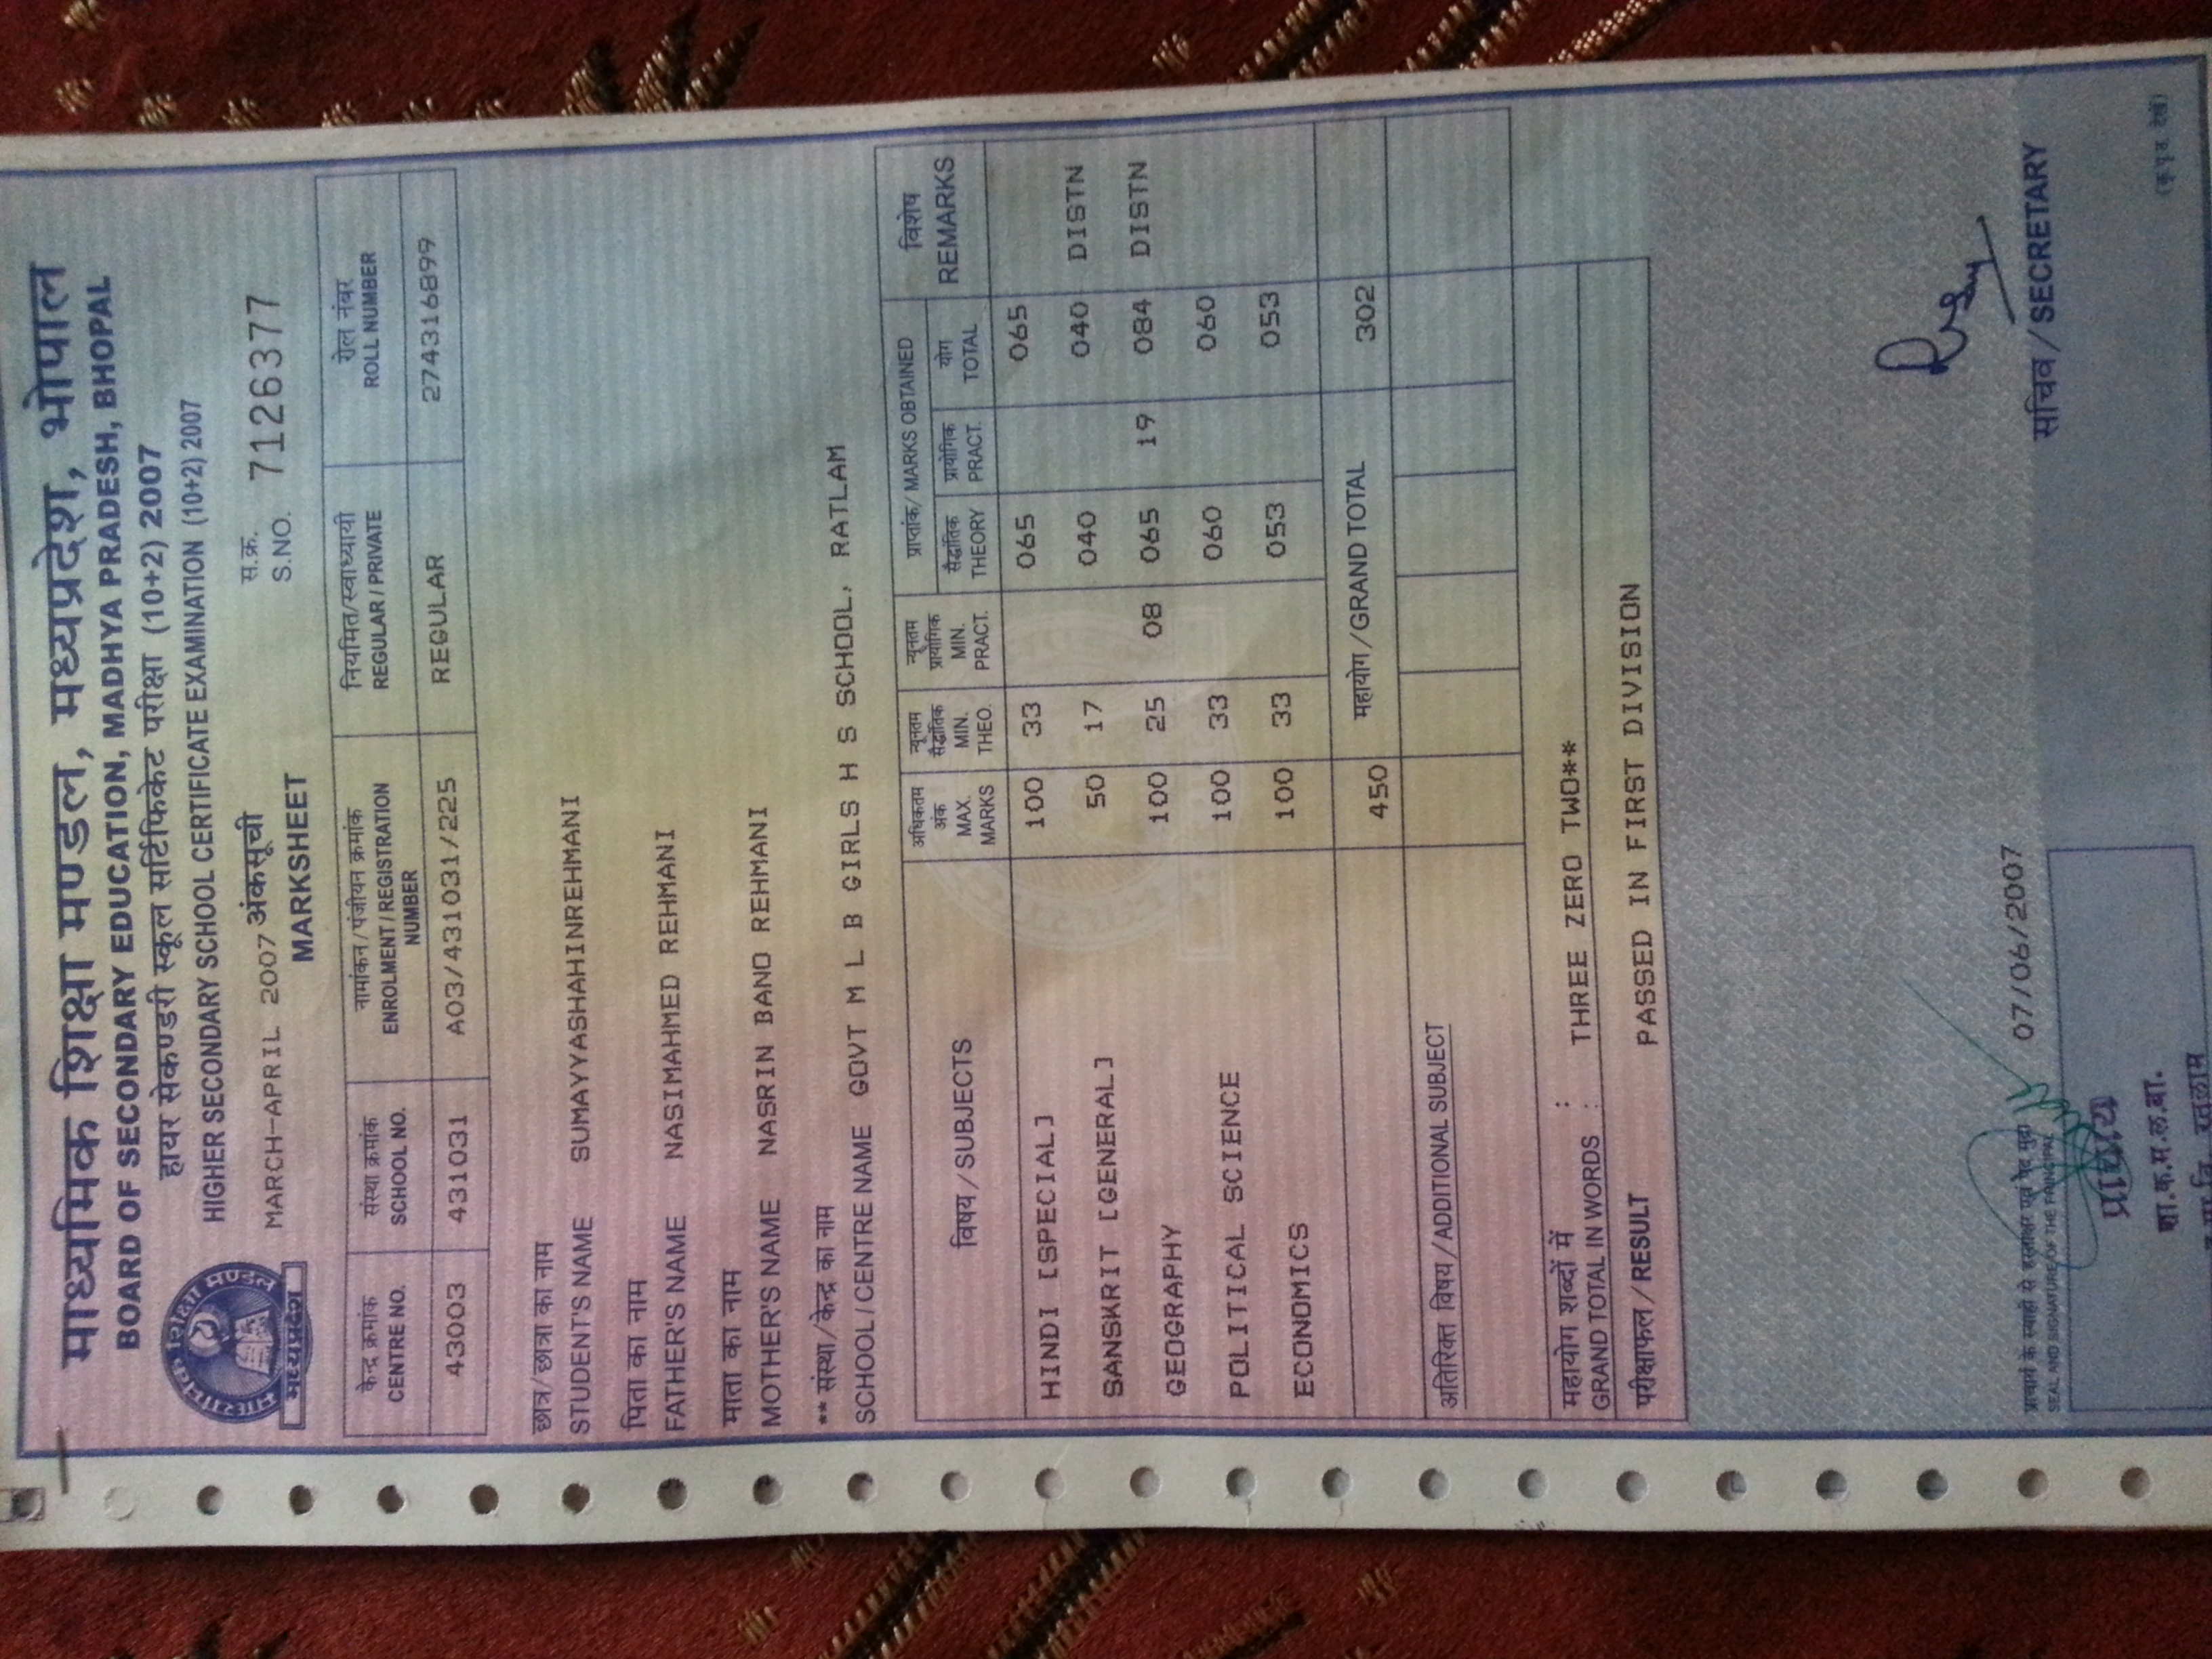 माध्यमिक शिक्षा मण्डल, मध्यप्रदेश, भोपाल
BOARD OF SECONDARY EDUCATION, MADHYA PRADESH, BHOPAL
हायर सेकण्डरी स्कूल सर्टिफिकेट परीक्षा (10+2) 2007
HIGHER SECONDARY SCHOOL CERTIFICATE EXAMINATION (10+2) 2007
माध्यमिक शिक्षा मण्डल
मध्यप्रदेश
MARCH-APRIL 2007 अंकसूची स.क्र.
MARKSHEET S.NO. 7126377
केन्द्र क्रमांक संस्था क्रमांक नामांकन/पंजीयन क्रमांक नियमित/स्वाध्यायी रोल नंबर
CENTRE NO. SCHOOL NO. ENROLMENT/REGISTRATION NUMBER REGULAR/PRIVATE ROLL NUMBER
43003 431031 A03/431031/225 REGULAR 274316899
छात्र/छात्रा का नाम
STUDENT'S NAME SUMAYYASHAHINREHMANI
पिता का नाम
FATHER'S NAME NASIMAHMED REHMANI
माता का नाम
MOTHER'S NAME NASRIN BANO REHMANI
** संस्था/केन्द्र का नाम
SCHOOL/CENTRE NAME GOVT M L B GIRLS H S SCHOOL, RATLAM
विषय/SUBJECTS अधिकतम अंक MAX. MARKS न्यूनतम सैद्धांतिक MIN. THEO. न्यूनतम प्रायोगिक MIN. PRACT. प्राप्तांक/MARKS OBTAINED विशेष REMARKS
सैद्धांतिक THEORY प्रायोगिक PRACT. योग TOTAL
HINDI [SPECIAL] 100 33 065 065
SANSKRIT [GENERAL] 50 17 040 040 DISTN
GEOGRAPHY 100 25 08 065 19 084 DISTN
POLITICAL SCIENCE 100 33 060 060
ECONOMICS 100 33 053 053
450 महायोग/GRAND TOTAL 302
अतिरिक्त विषय/ADDITIONAL SUBJECT
महायोग शब्दों में :
GRAND TOTAL IN WORDS : THREE ZERO TWO**
परीक्षाफल/RESULT PASSED IN FIRST DIVISION
सचिव/SECRETARY
07/06/2007
SEAL AND SIGNATURE OF THE PRINCIPAL
प्राचार्य
शा.क.म.ल.बा.
रतलाम